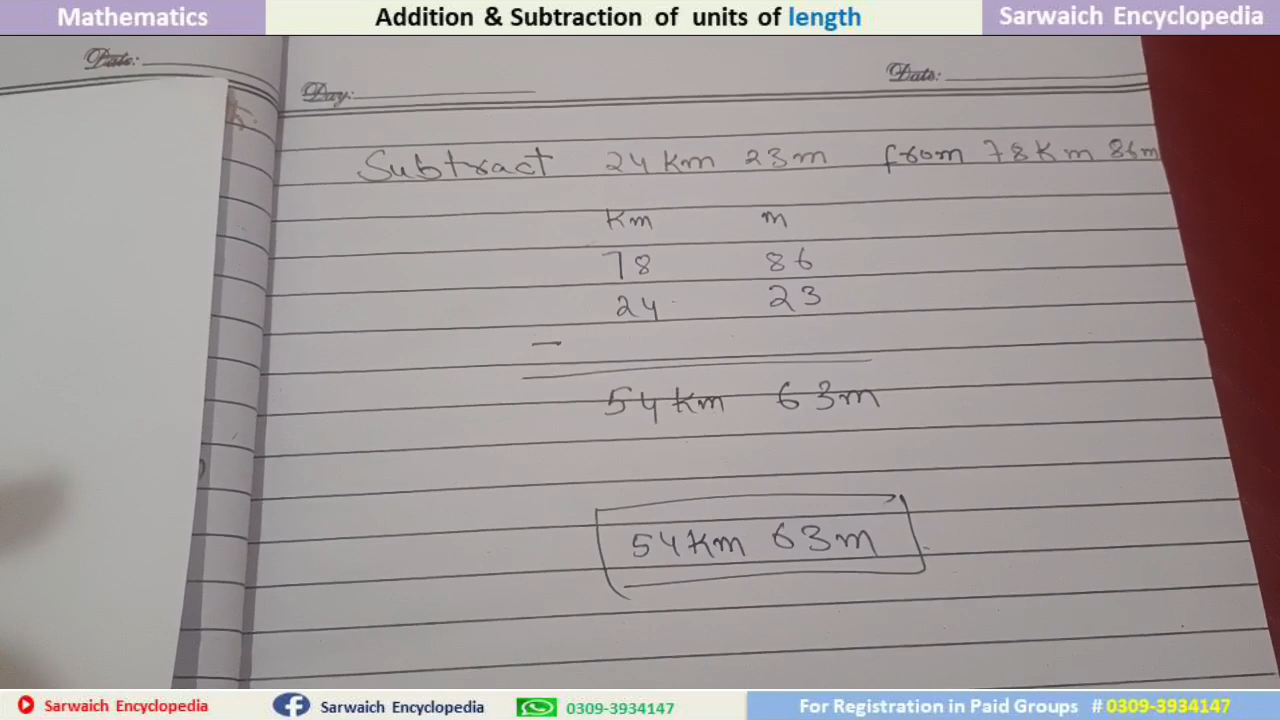 Mathematics
Addition & Subtraction of units of length
Sarwaich Encyclopedia
Date:
Date:
Day:
Subtract 24 Km 23 m from 78 Km 86 m
Km m
78 86
24 23
—
54 Km 63 m
54 Km 63 m
Sarwaich Encyclopedia
Sarwaich Encyclopedia
0309-3934147
For Registration in Paid Groups # 0309-3934147